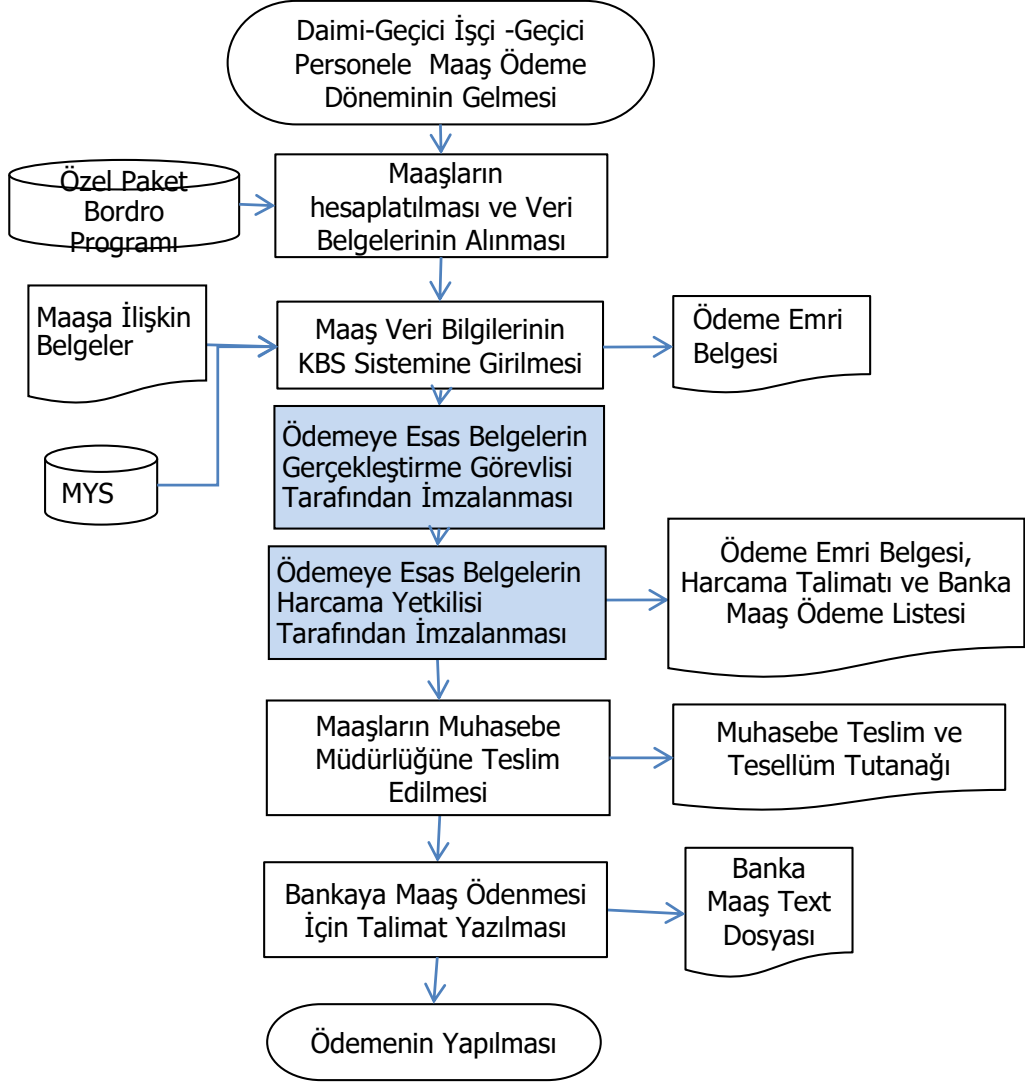 Daimi-Geçici İşçi -Geçici
Personele Maaş Ödeme
Döneminin Gelmesi
Özel Paket
Bordro
Programı
Maaşların
hesaplatılması ve Veri
Belgelerinin Alınması
Maaşa İlişkin
Belgeler
Maaş Veri Bilgilerinin
KBS Sistemine Girilmesi
Ödeme Emri
Belgesi
MYS
Ödemeye Esas Belgelerin
Gerçekleştirme Görevlisi
Tarafından İmzalanması
Ödemeye Esas Belgelerin
Harcama Yetkilisi
Tarafından İmzalanması
Ödeme Emri Belgesi,
Harcama Talimatı ve Banka
Maaş Ödeme Listesi
Maaşların Muhasebe
Müdürlüğüne Teslim
Edilmesi
Muhasebe Teslim ve
Tesellüm Tutanağı
Bankaya Maaş Ödenmesi
İçin Talimat Yazılması
Banka
Maaş Text
Dosyası
Ödemenin Yapılması